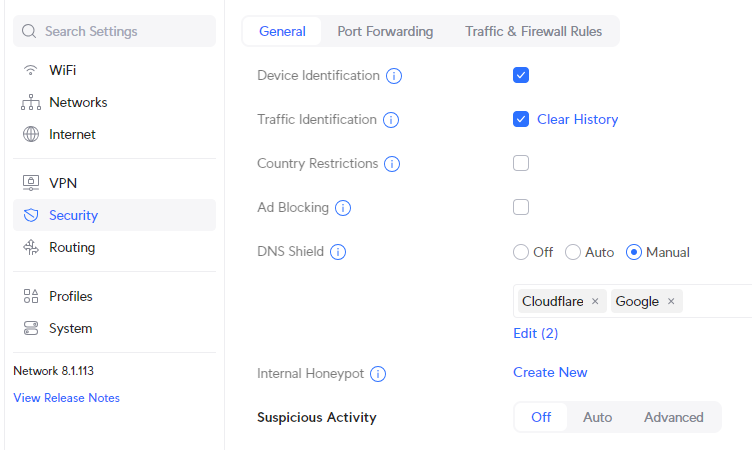 Search Settings
WiFi
Networks
Internet
VPN
Security
Routing
Profiles
System
Network 8.1.113
View Release Notes
General Port Forwarding Traffic & Firewall Rules
Device Identification
Traffic Identification Clear History
Country Restrictions
Ad Blocking
DNS Shield Off Auto Manual
Cloudflare × Google ×
Edit (2)
Internal Honeypot Create New
Suspicious Activity Off Auto Advanced